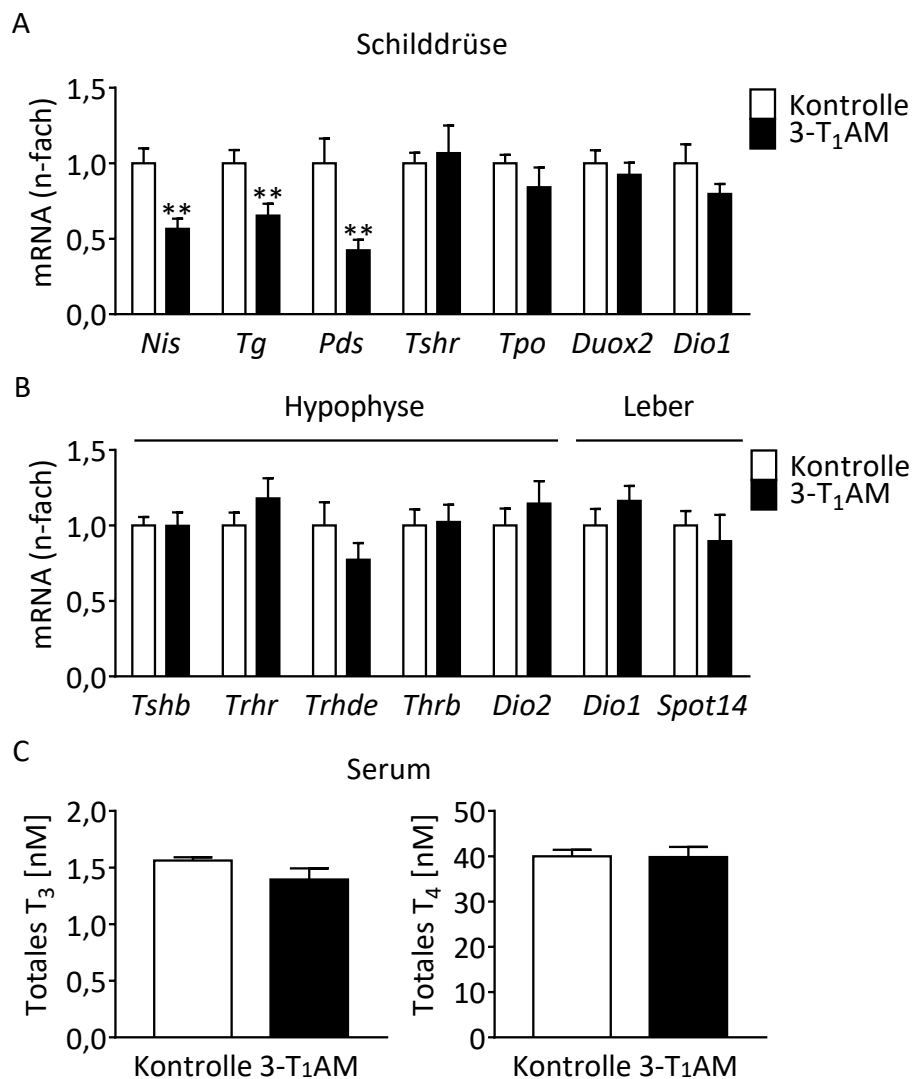 A
Schilddrüse
mRNA (n-fach)
1,5
1,0
0,5
0,0
** ** **
Nis Tg Pds Tshr Tpo Duox2 Dio1
Kontrolle
3-T₁AM
B
Hypophyse Leber
mRNA (n-fach)
1,5
1,0
0,5
0,0
Tshb Trhr Trhde Thrb Dio2 Dio1 Spot14
Kontrolle
3-T₁AM
C
Serum
Totales T₃ [nM]
2,0
1,5
1,0
0,5
0,0
Kontrolle 3-T₁AM
Totales T₄ [nM]
50
40
30
20
10
0
Kontrolle 3-T₁AM